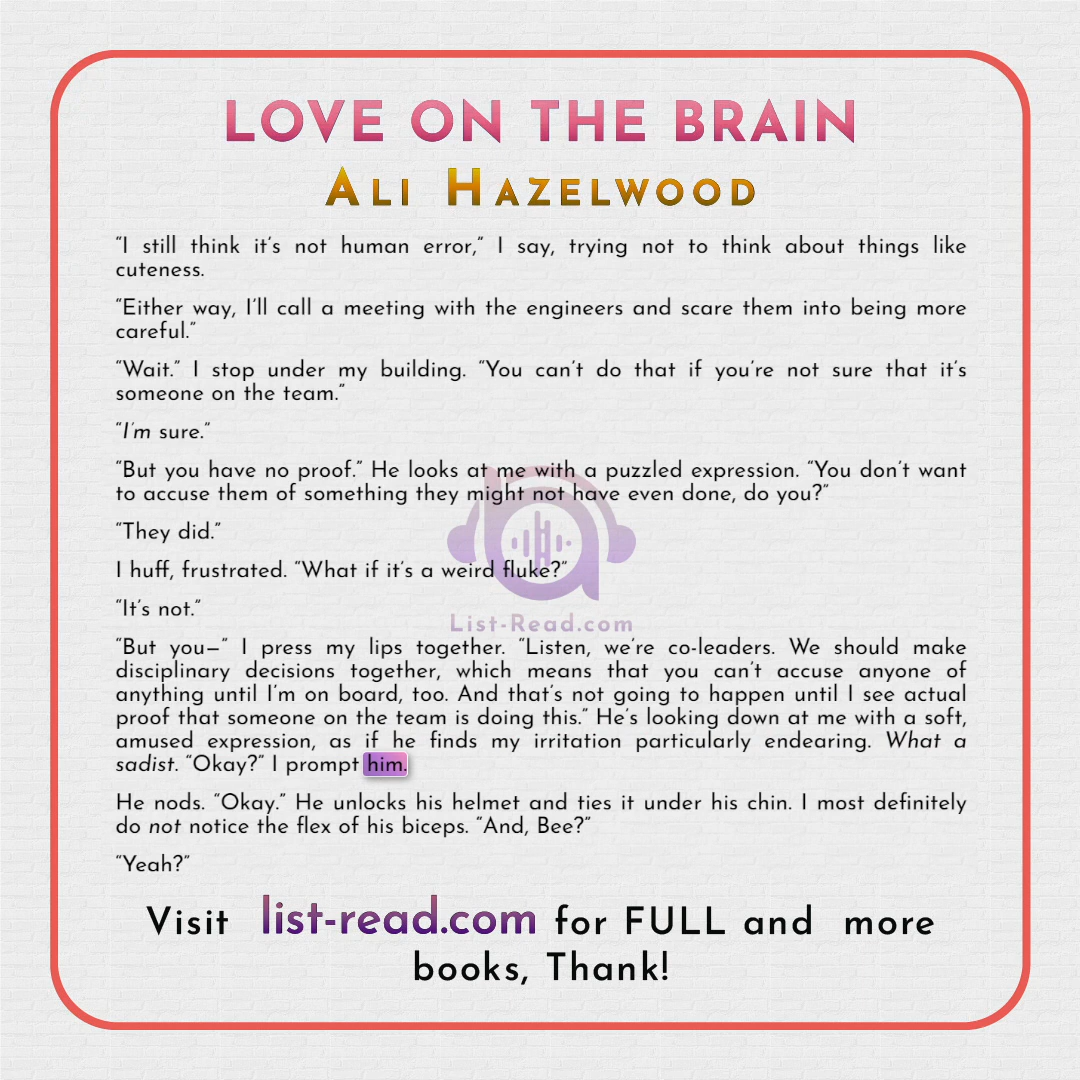 LOVE ON THE BRAIN
ALI HAZELWOOD
“I still think it’s not human error,” I say, trying not to think about things like
cuteness.
“Either way, I’ll call a meeting with the engineers and scare them into being more
careful.”
“Wait.” I stop under my building. “You can’t do that if you’re not sure that it’s
someone on the team.”
“I’m sure.”
“But you have no proof.” He looks at me with a puzzled expression. “You don’t want
to accuse them of something they might not have even done, do you?”
“They did.”
I huff, frustrated. “What if it’s a weird fluke?”
“It’s not.”
List-Read.com
“But you—” I press my lips together. “Listen, we’re co-leaders. We should make
disciplinary decisions together, which means that you can’t accuse anyone of
anything until I’m on board, too. And that’s not going to happen until I see actual
proof that someone on the team is doing this.” He’s looking down at me with a soft,
amused expression, as if he finds my irritation particularly endearing. What a
sadist. “Okay?” I prompt him.
He nods. “Okay.” He unlocks his helmet and ties it under his chin. I most definitely
do not notice the flex of his biceps. “And, Bee?”
“Yeah?”
Visit list-read.com for FULL and more
books, Thank!